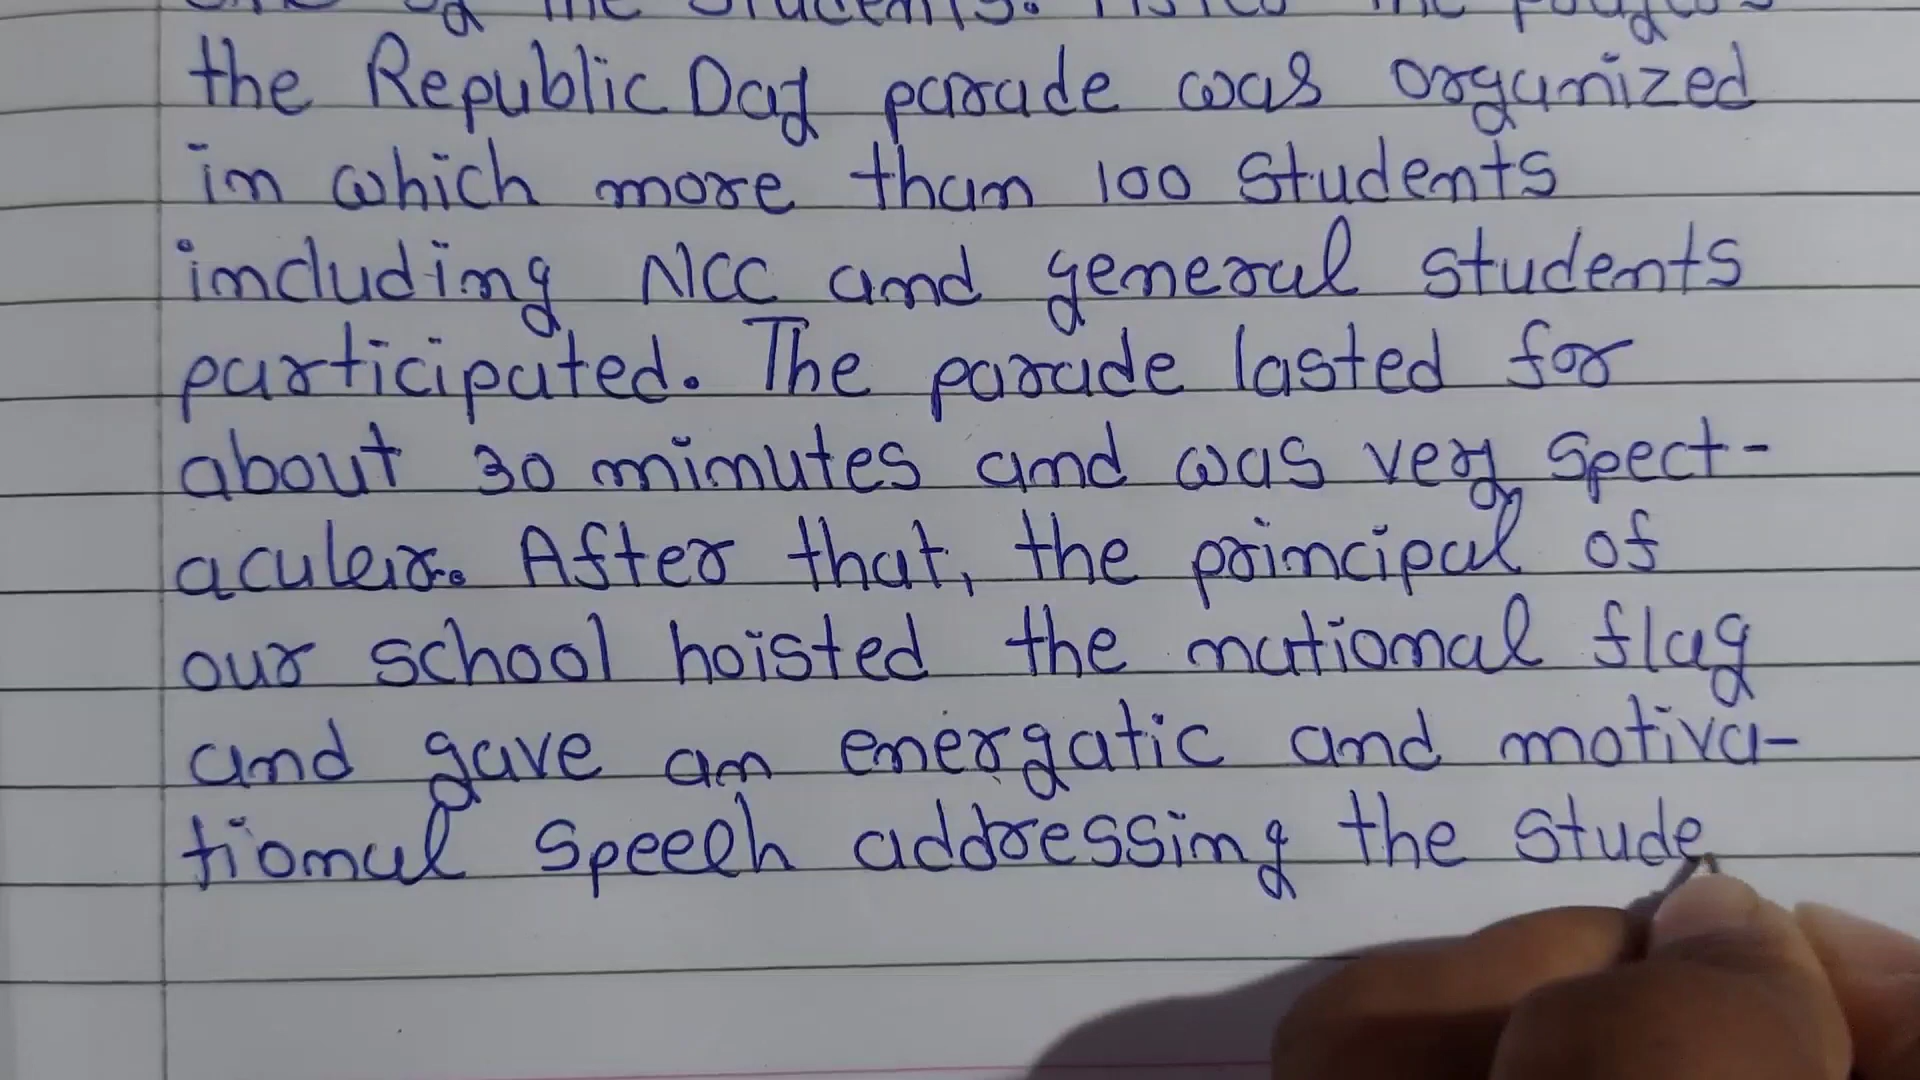 the students.
the Republic Day parade was organized
in which more than 100 students
including NCC and general students
participated. The parade lasted for
about 30 minutes and was very spect-
aculer. After that, the principal of
our school hoisted the national flag
and gave an energatic and motiva-
tional speech addressing the stude